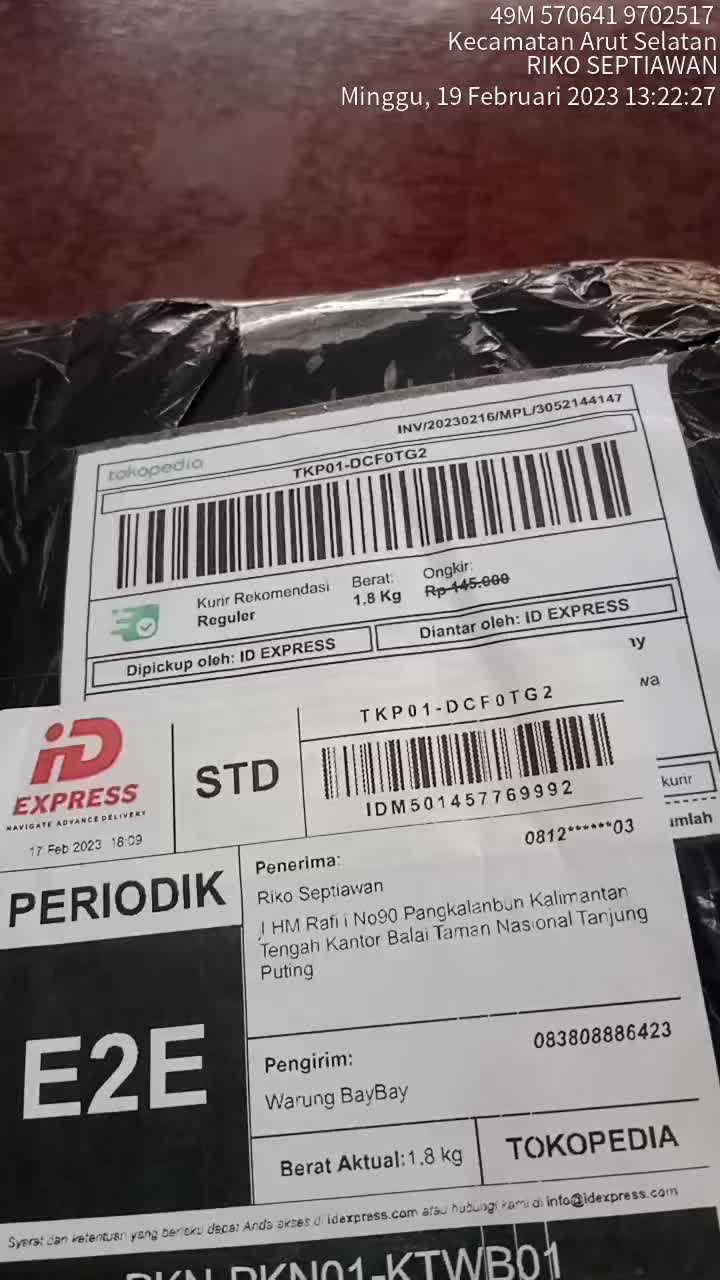 49M 570641 9702517
Kecamatan Arut Selatan
RIKO SEPTIAWAN
Minggu, 19 Februari 2023 13:22:27
INV/20230216/MPL/3052144147
tokopedia
TKP01-DCF0TG2
Kurir Rekomendasi
Reguler
Berat:
1,8 Kg
Ongkir:
Rp 145.000
Dipickup oleh: ID EXPRESS
Diantar oleh: ID EXPRESS
wa
kurir
TKP01-DCF0TG2
iD
EXPRESS
NAVIGATE ADVANCE DELIVERY
17 Feb 2023 18:09
STD
IDM501457769992
PERIODIK
Penerima:
0812******03
Riko Septiawan
Jl HM Rafi i No90 Pangkalanbun Kalimantan
Tengah Kantor Balai Taman Nasional Tanjung
Puting
E2E
Pengirim:
083808886423
Warung BayBay
Berat Aktual:1.8 kg
TOKOPEDIA
Syarat dan ketentuan yang berlaku dapat Anda akses di idexpress.com atau hubungi kami di info@idexpress.com
PKN-PKN01-KTWB01